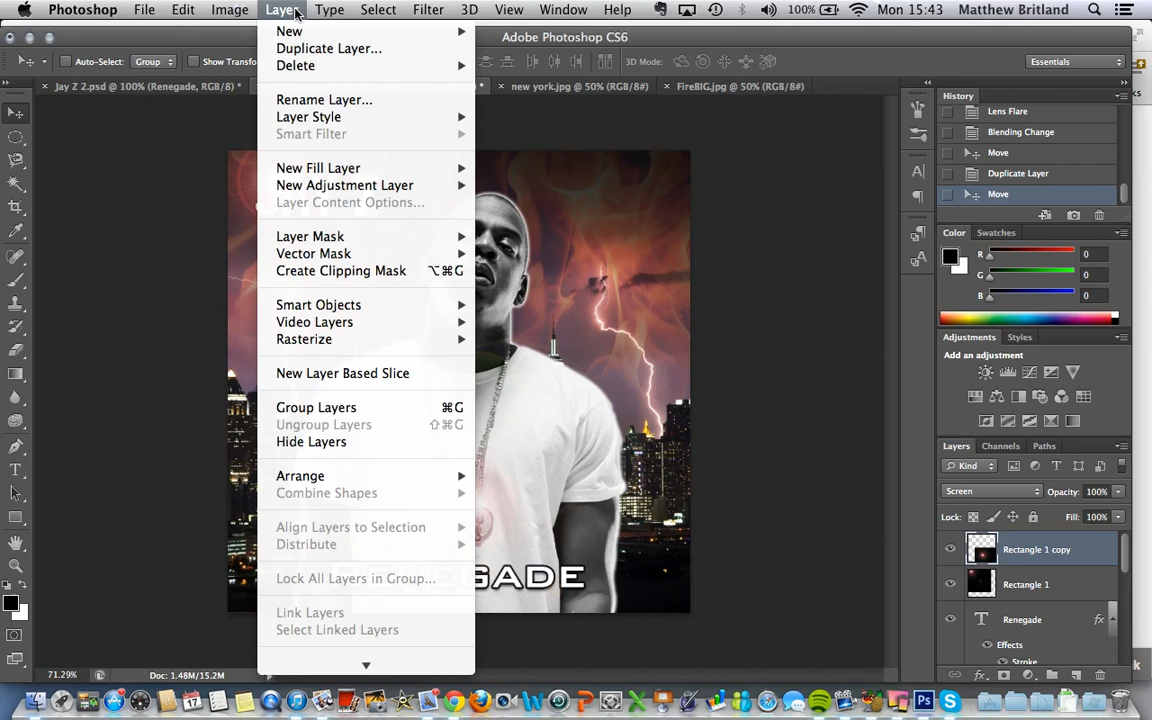 Photoshop File Edit Image Layer Type Select Filter 3D View Window Help 100% Mon 15:43 Matthew Britland
Adobe Photoshop CS6
Auto-Select: Group Show Transfo 3D Mode: Essentials
Jay Z 2.psd @ 100% (Renegade, RGB/8) * new york.jpg @ 50% (RGB/8#) FireBIG.jpg @ 50% (RGB/8#)
New
Duplicate Layer...
Delete
Rename Layer...
Layer Style
Smart Filter
New Fill Layer
New Adjustment Layer
Layer Content Options...
Layer Mask
Vector Mask
Create Clipping Mask ⌥⌘G
Smart Objects
Video Layers
Rasterize
New Layer Based Slice
Group Layers ⌘G
Ungroup Layers ⇧⌘G
Hide Layers
Arrange
Combine Shapes
Align Layers to Selection
Distribute
Lock All Layers in Group...
Link Layers
Select Linked Layers
GADE
History
Lens Flare
Blending Change
Move
Duplicate Layer
Move
Color Swatches
R 0
G 0
B 0
Adjustments Styles
Add an adjustment
Layers Channels Paths
Kind
Screen Opacity: 100%
Lock: Fill: 100%
Rectangle 1 copy
Rectangle 1
T Renegade fx
Effects
Stroke
71.29% Doc: 1.48M/15.2M
17
Ps